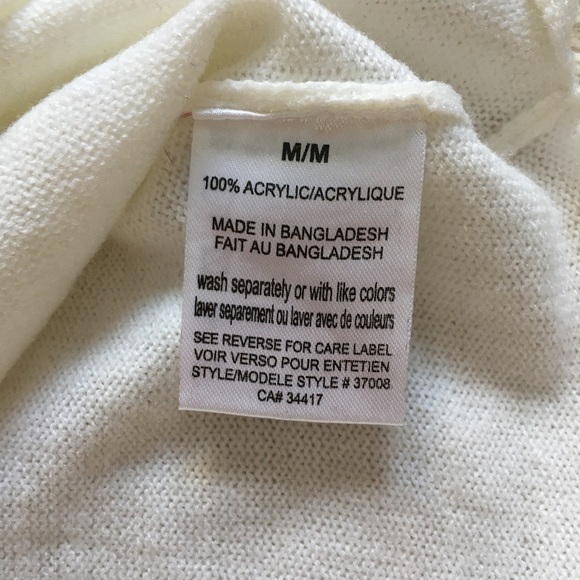 M/M
100% ACRYLIC/ACRYLIQUE
MADE IN BANGLADESH
FAIT AU BANGLADESH
wash separately or with like colors
laver separement ou laver avec de couleurs
SEE REVERSE FOR CARE LABEL
VOIR VERSO POUR ENTETIEN
STYLE/MODELE STYLE # 37008
CA# 34417